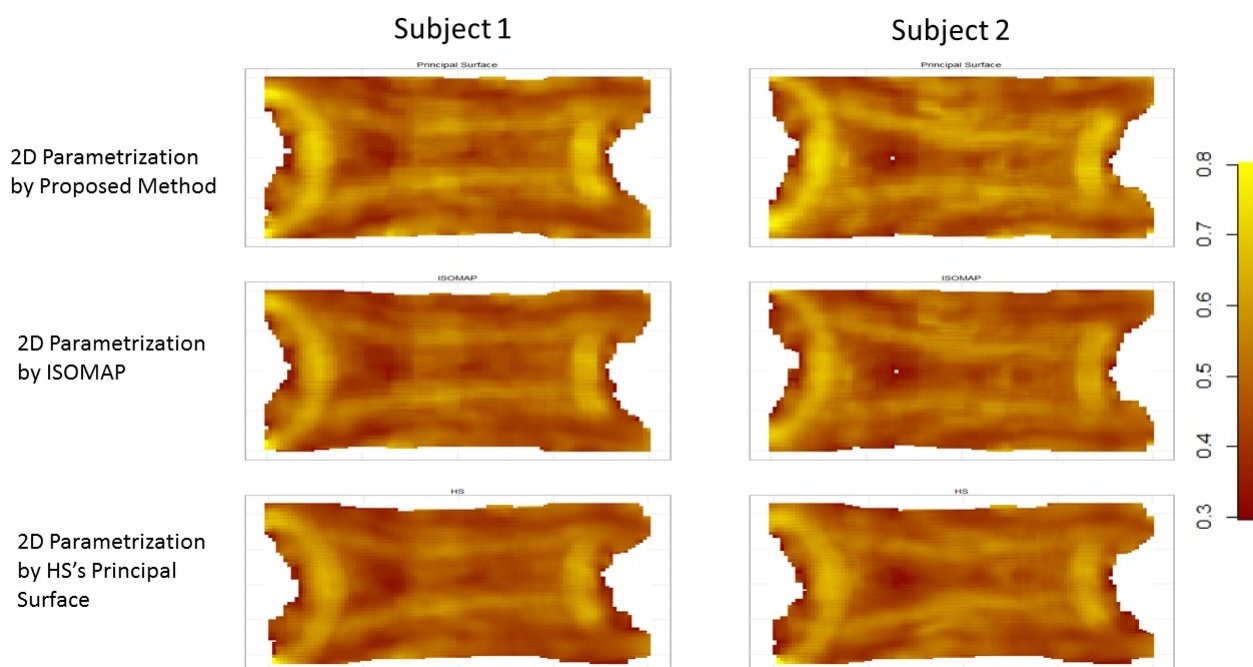 Subject 1
Subject 2
Principal Surface
Principal Surface
2D Parametrization
by Proposed Method
ISOMAP
ISOMAP
2D Parametrization
by ISOMAP
HS
HS
2D Parametrization
by HS's Principal
Surface
0.8
0.7
0.6
0.5
0.4
0.3